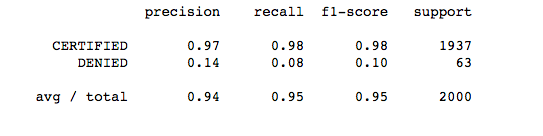 precision recall f1-score support
CERTIFIED 0.97 0.98 0.98 1937
DENIED 0.14 0.08 0.10 63
avg / total 0.94 0.95 0.95 2000